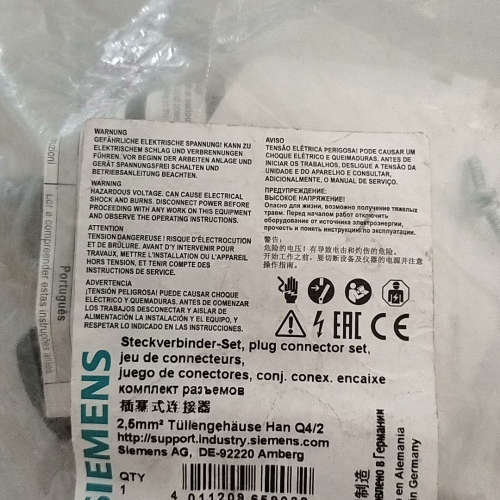 WARNUNG
GEFÄHRLICHE ELEKTRISCHE SPANNUNG! KANN ZU
ELEKTRISCHEM SCHLAG UND VERBRENNUNGEN
FÜHREN. VOR BEGINN DER ARBEITEN ANLAGE UND
GERÄT SPANNUNGSFREI SCHALTEN UND
BETRIEBSANLEITUNG BEACHTEN.
WARNING
HAZARDOUS VOLTAGE. CAN CAUSE ELECTRICAL
SHOCK AND BURNS. DISCONNECT POWER BEFORE
PROCEEDING WITH ANY WORK ON THIS EQUIPMENT
AND OBSERVE THE OPERATING INSTRUCTIONS.
ATTENTION
TENSION DANGEREUSE! RISQUE D'ÉLECTROCUTION
ET DE BRÛLURE. AVANT D'Y INTERVENIR POUR
TRAVAUX, METTRE L'INSTALLATION OU L'APPAREIL
HORS TENSION, ET TENIR COMPTE DES
INSTRUCTIONS DE SERVICE.
ADVERTENCIA
¡TENSIÓN PELIGROSA! PUEDE CAUSAR CHOQUE
ELÉCTRICO Y QUEMADURAS. ANTES DE COMENZAR
LOS TRABAJOS DESCONECTAR Y AISLAR DE
ALIMENTACIÓN LA INSTALACIÓN Y EL EQUIPO, Y
RESPETAR LO INDICADO EN LAS INSTRUCCIONES.
AVISO
TENSÃO ELÉTRICA PERIGOSA! PODE CAUSAR UM
CHOQUE ELÉTRICO E QUEIMADURAS. ANTES DE
INICIAR OS TRABALHOS, DESLIGUE A TENSÃO DA
UNIDADE E DO APARELHO E CONSULTAR,
ADICIONALMENTE, O MANUAL DE SERVIÇO.
ПРЕДУПРЕЖДЕНИЕ:
ВЫСОКОЕ НАПРЯЖЕНИЕ!
Опасно для жизни, возможно получение тяжелых
травм. Перед началом работ отключить
оборудование от источника электроэнергии,
прочесть и понять инструкцию по эксплуатации.
警告:
危险的电压!有导致电击和灼伤的危险。
开始工作之前,要切断设备及仪器的电源并注意
阅读操作说明。
EAC CE
SIEMENS
Steckverbinder-Set, plug connector set,
jeu de connecteurs,
juego de conectores, conj. conex. encaixe
комплект разъемов
插塞式连接器
2,5mm² Tüllengehäuse Han Q4/2
http://support.industry.siemens.com
Siemens AG, DE-92220 Amberg
QTY
1
Português